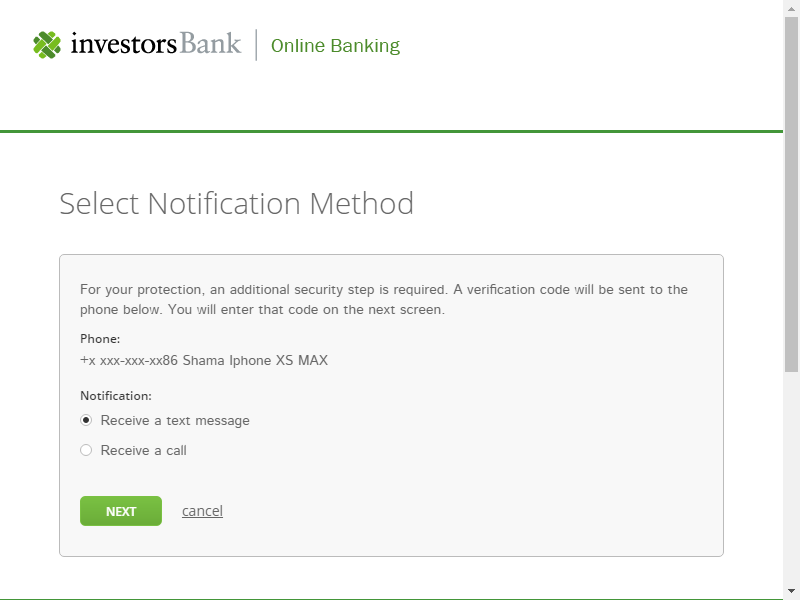 investorsBank Online Banking
Select Notification Method
For your protection, an additional security step is required. A verification code will be sent to the
phone below. You will enter that code on the next screen.
Phone:
+x xxx-xxx-xx86 Shama Iphone XS MAX
Notification:
Receive a text message
Receive a call
NEXT cancel